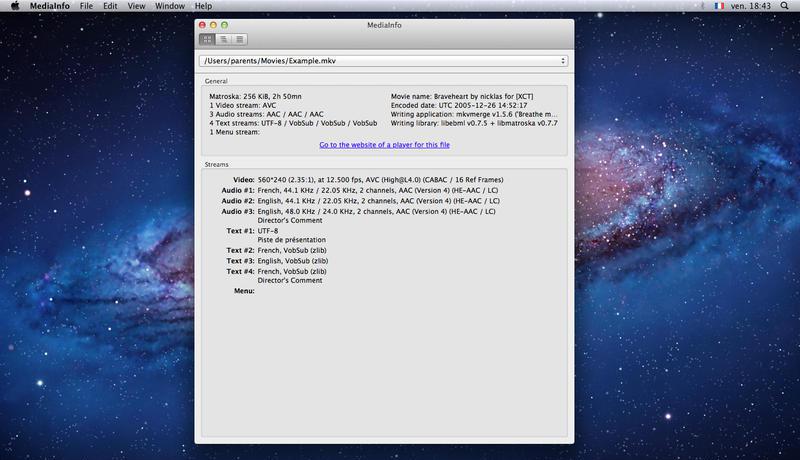 MediaInfo File Edit View Window Help ven. 18:43
MediaInfo
/Users/parents/Movies/Example.mkv
General
Matroska: 256 KiB, 2h 50mn
1 Video stream: AVC
3 Audio streams: AAC / AAC / AAC
4 Text streams: UTF-8 / VobSub / VobSub / VobSub
1 Menu stream:
Movie name: Braveheart by nicklas for [XCT]
Encoded date: UTC 2005-12-26 14:52:17
Writing application: mkvmerge v1.5.6 ('Breathe m...
Writing library: libebml v0.7.5 + libmatroska v0.7.7
Go to the website of a player for this file
Streams
Video: 560*240 (2.35:1), at 12.500 fps, AVC (High@L4.0) (CABAC / 16 Ref Frames)
Audio #1: French, 44.1 KHz / 22.05 KHz, 2 channels, AAC (Version 4) (HE-AAC / LC)
Audio #2: English, 44.1 KHz / 22.05 KHz, 2 channels, AAC (Version 4) (HE-AAC / LC)
Audio #3: English, 48.0 KHz / 24.0 KHz, 2 channels, AAC (Version 4) (HE-AAC / LC)
Director's Comment
Text #1: UTF-8
Piste de présentation
Text #2: French, VobSub (zlib)
Text #3: English, VobSub (zlib)
Text #4: French, VobSub (zlib)
Director's Comment
Menu: